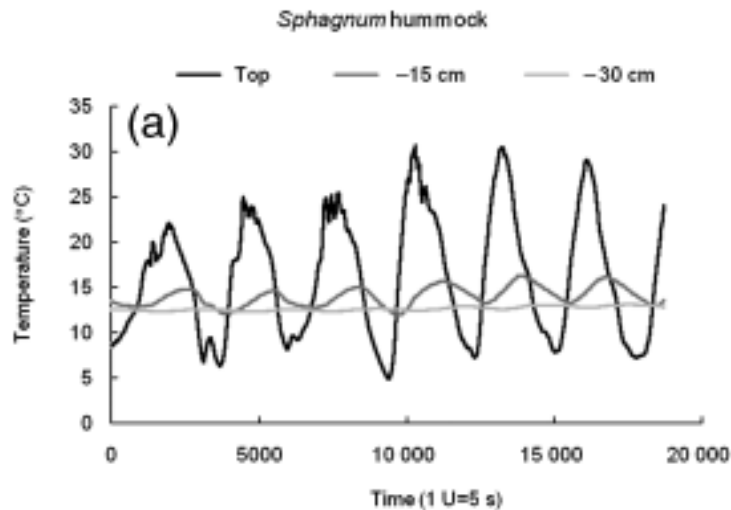 Sphagnum hummock
Top −15 cm −30 cm
(a)
35
30
25
20
15
10
5
0
Temperature (°C)
0 5000 10 000 15 000 20 000
Time (1 U=5 s)